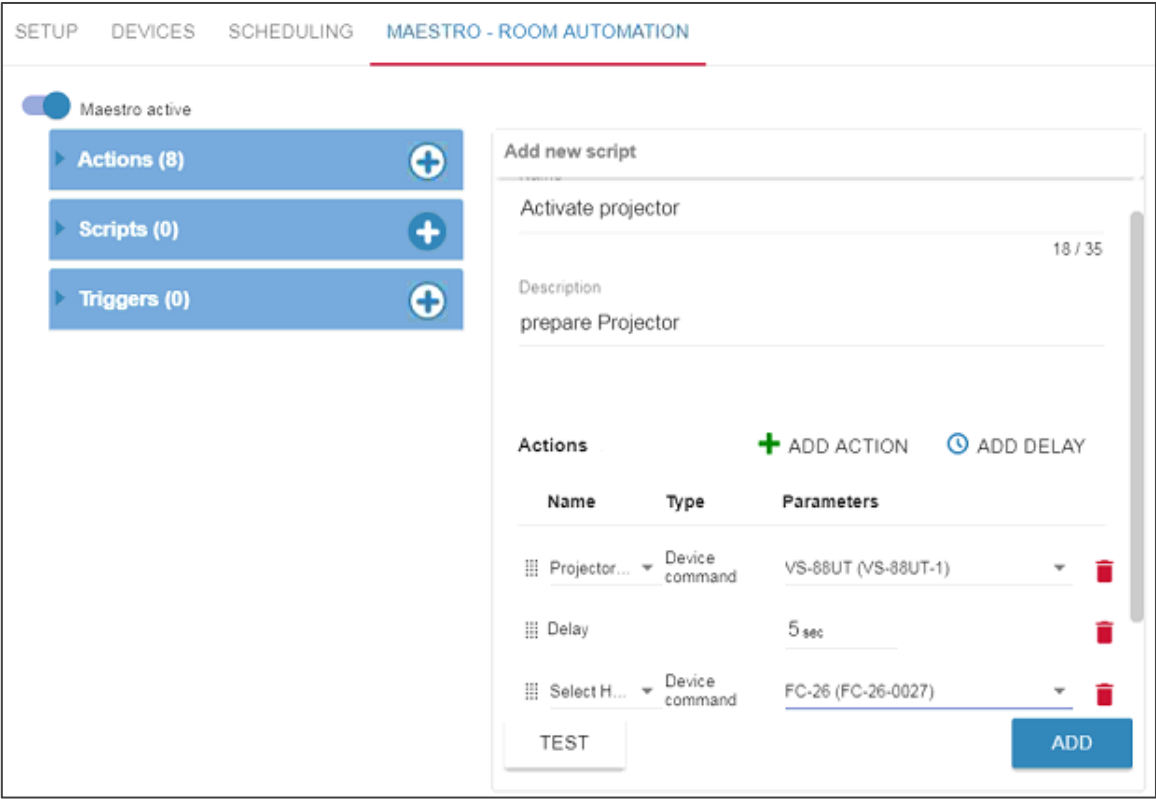 SETUP DEVICES SCHEDULING MAESTRO - ROOM AUTOMATION
Maestro active
Actions (8)
Scripts (0)
Triggers (0)
Add new script
Name
Activate projector
18 / 35
Description
prepare Projector
Actions ADD ACTION ADD DELAY
Name Type Parameters
Projector... Device command VS-88UT (VS-88UT-1)
Delay 5 sec
Select H... Device command FC-26 (FC-26-0027)
TEST ADD